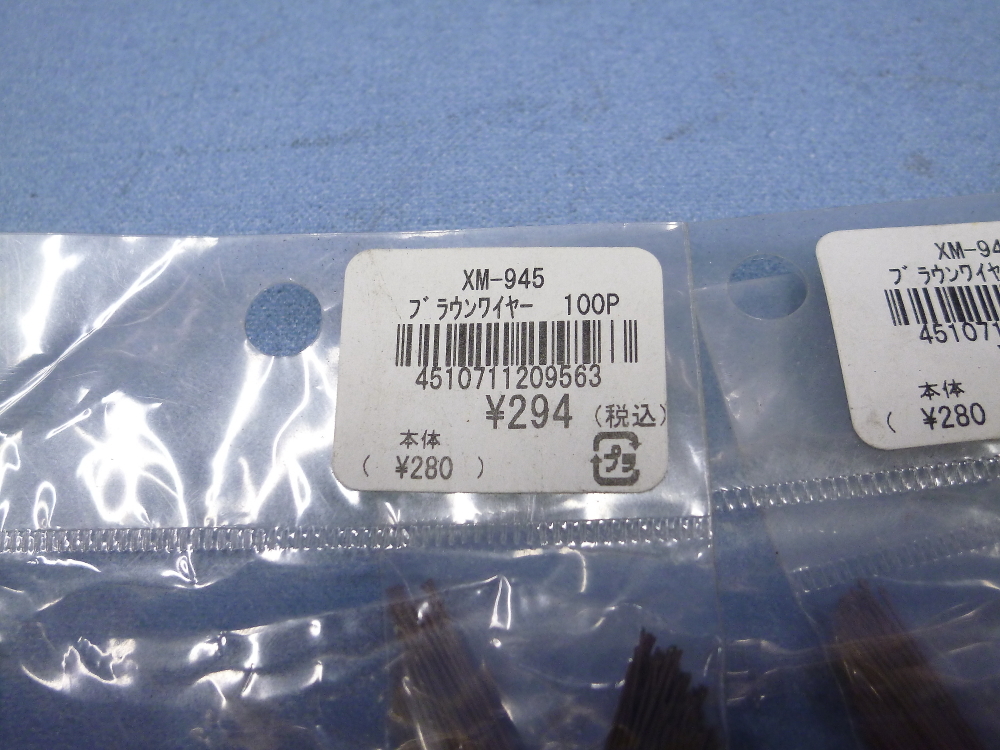 XM-945
ﾌﾞﾗｳﾝﾜｲﾔｰ 100P
4510711209563
¥294 (税込)
本体
( ¥280 )
プラ
XM-94
ﾌﾞﾗｳﾝﾜｲﾔ
451071
本体
( ¥280